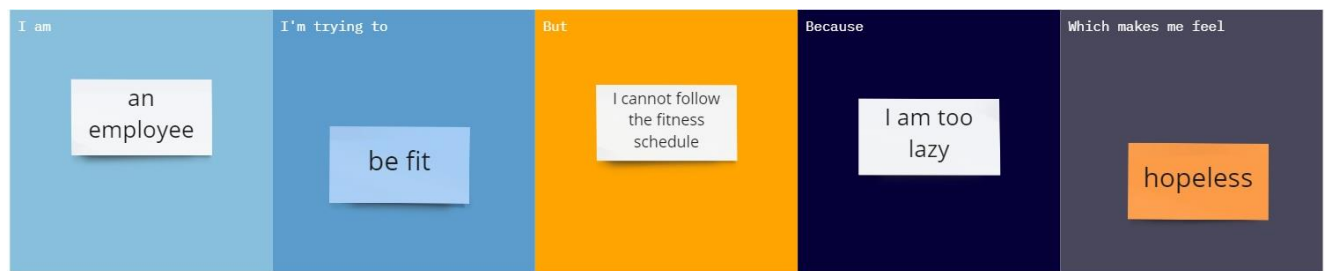 I am
an
employee
I'm trying to
be fit
But
I cannot follow
the fitness
schedule
Because
I am too
lazy
Which makes me feel
hopeless